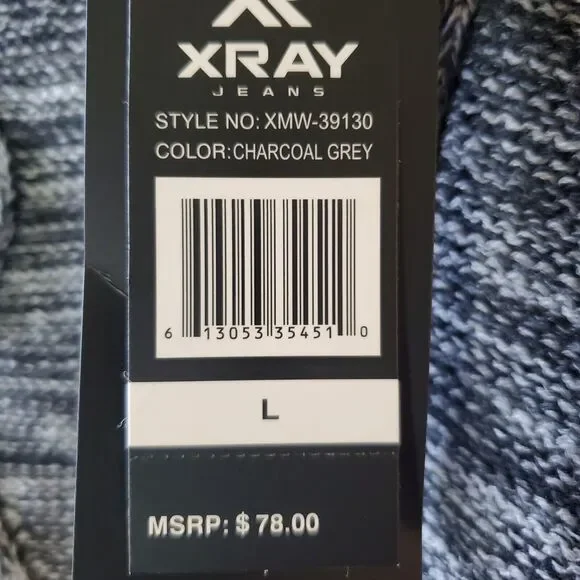 XRAY
JEANS
STYLE NO: XMW-39130
COLOR: CHARCOAL GREY
6 13053 35451 0
L
MSRP: $ 78.00